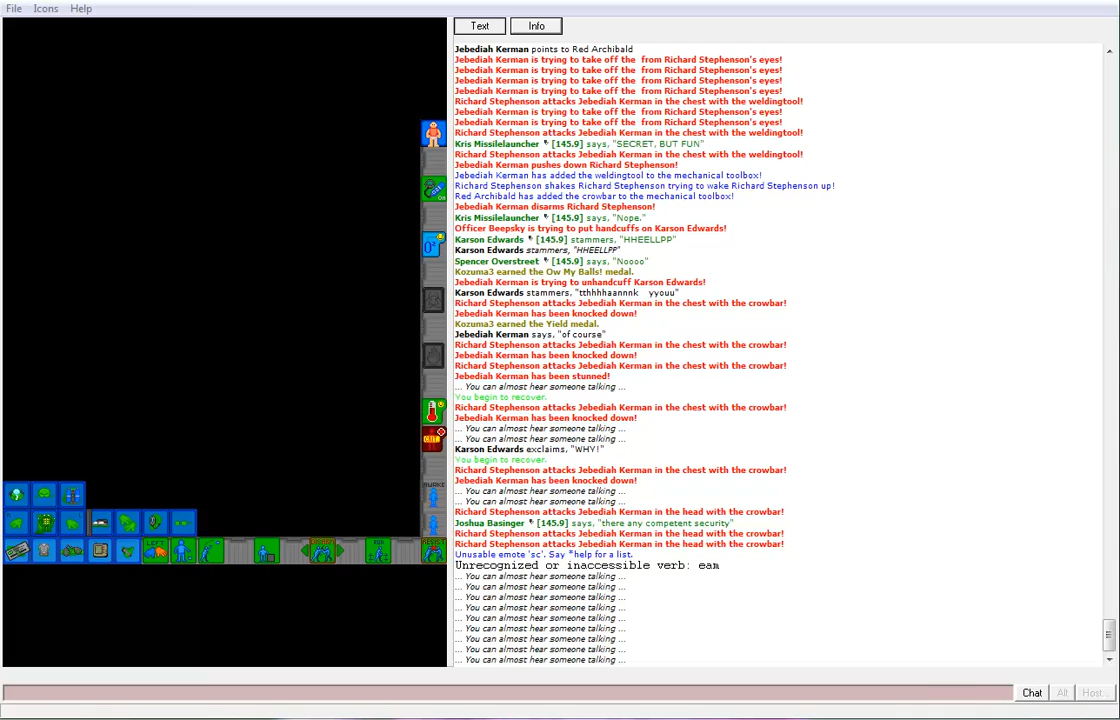 File Icons Help
Text Info
Jebediah Kerman points to Red Archibald
Jebediah Kerman is trying to take off the  from Richard Stephenson's eyes!
Jebediah Kerman is trying to take off the  from Richard Stephenson's eyes!
Jebediah Kerman is trying to take off the  from Richard Stephenson's eyes!
Jebediah Kerman is trying to take off the  from Richard Stephenson's eyes!
Richard Stephenson attacks Jebediah Kerman in the chest with the weldingtool!
Jebediah Kerman is trying to take off the  from Richard Stephenson's eyes!
Jebediah Kerman is trying to take off the  from Richard Stephenson's eyes!
Richard Stephenson attacks Jebediah Kerman in the chest with the weldingtool!
Kris Missilelauncher [145.9] says, "SECRET, BUT FUN"
Richard Stephenson attacks Jebediah Kerman in the chest with the weldingtool!
Jebediah Kerman pushes down Richard Stephenson!
Jebediah Kerman has added the weldingtool to the mechanical toolbox!
Richard Stephenson shakes Richard Stephenson trying to wake Richard Stephenson up!
Red Archibald has added the crowbar to the mechanical toolbox!
Jebediah Kerman disarms Richard Stephenson!
Kris Missilelauncher [145.9] says, "Nope."
Officer Beepsky is trying to put handcuffs on Karson Edwards!
Karson Edwards [145.9] stammers, "HHEELLPP"
Karson Edwards stammers, "HHEELLPP"
Spencer Overstreet [145.9] says, "Noooo"
Kozuma3 earned the Ow My Balls! medal.
Jebediah Kerman is trying to unhandcuff Karson Edwards!
Karson Edwards stammers, "tthhhhaannnk    yyouu"
Richard Stephenson attacks Jebediah Kerman in the chest with the crowbar!
Jebediah Kerman has been knocked down!
Kozuma3 earned the Yield medal.
Jebediah Kerman says, "of course"
Richard Stephenson attacks Jebediah Kerman in the chest with the crowbar!
Jebediah Kerman has been knocked down!
Richard Stephenson attacks Jebediah Kerman in the chest with the crowbar!
Jebediah Kerman has been stunned!
... You can almost hear someone talking ...
You begin to recover.
Richard Stephenson attacks Jebediah Kerman in the chest with the crowbar!
Jebediah Kerman has been knocked down!
... You can almost hear someone talking ...
... You can almost hear someone talking ...
Karson Edwards exclaims, "WHY!"
You begin to recover.
Richard Stephenson attacks Jebediah Kerman in the chest with the crowbar!
Jebediah Kerman has been knocked down!
... You can almost hear someone talking ...
... You can almost hear someone talking ...
Richard Stephenson attacks Jebediah Kerman in the head with the crowbar!
Joshua Basinger [145.9] says, "there any competent security"
Richard Stephenson attacks Jebediah Kerman in the head with the crowbar!
Richard Stephenson attacks Jebediah Kerman in the head with the crowbar!
Unusable emote 'sc'. Say *help for a list.
Unrecognized or inaccessible verb: eam
... You can almost hear someone talking ...
... You can almost hear someone talking ...
... You can almost hear someone talking ...
... You can almost hear someone talking ...
... You can almost hear someone talking ...
... You can almost hear someone talking ...
... You can almost hear someone talking ...
... You can almost hear someone talking ...
... You can almost hear someone talking ...
LEFT
Chat Alt Host...